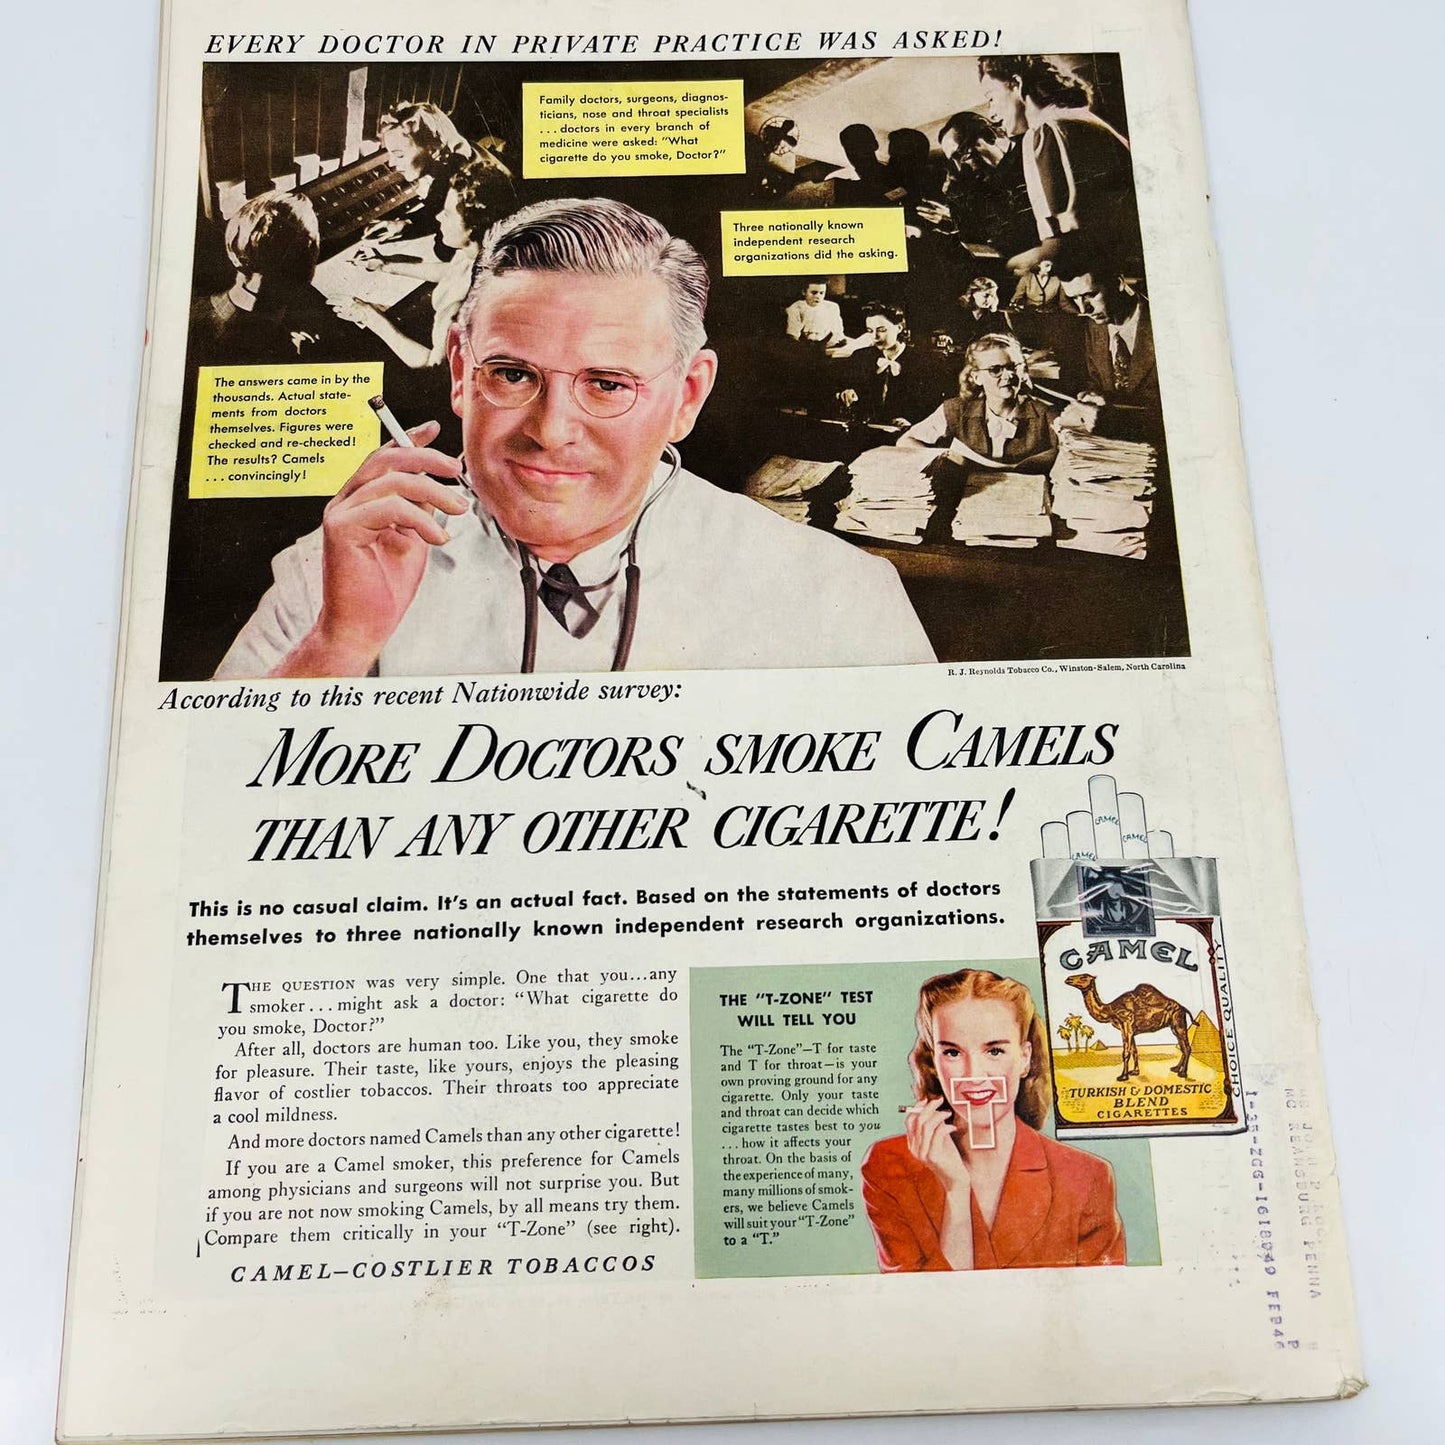 EVERY DOCTOR IN PRIVATE PRACTICE WAS ASKED!
Family doctors, surgeons, diagnos-
ticians, nose and throat specialists
...doctors in every branch of
medicine were asked: "What
cigarette do you smoke, Doctor?"
Three nationally known
independent research
organizations did the asking.
The answers came in by the
thousands. Actual state-
ments from doctors
themselves. Figures were
checked and re-checked!
The results? Camels
...convincingly!
R. J. Reynolds Tobacco Co., Winston-Salem, North Carolina
According to this recent Nationwide survey:
MORE DOCTORS SMOKE CAMELS
THAN ANY OTHER CIGARETTE!
This is no casual claim. It's an actual fact. Based on the statements of doctors
themselves to three nationally known independent research organizations.
THE QUESTION was very simple. One that you...any
smoker...might ask a doctor: "What cigarette do
you smoke, Doctor?"
After all, doctors are human too. Like you, they smoke
for pleasure. Their taste, like yours, enjoys the pleasing
flavor of costlier tobaccos. Their throats too appreciate
a cool mildness.
And more doctors named Camels than any other cigarette!
If you are a Camel smoker, this preference for Camels
among physicians and surgeons will not surprise you. But
if you are not now smoking Camels, by all means try them.
Compare them critically in your "T-Zone" (see right).
CAMEL—COSTLIER TOBACCOS
THE "T-ZONE" TEST
WILL TELL YOU
The "T-Zone"—T for taste
and T for throat—is your
own proving ground for any
cigarette. Only your taste
and throat can decide which
cigarette tastes best to you
...how it affects your
throat. On the basis of
the experience of many,
many millions of smok-
ers, we believe Camels
will suit your "T-Zone"
to a "T."
CAMEL
CAMEL
CAMEL
CAMEL
CHOICE QUALITY
TURKISH & DOMESTIC
BLEND
CIGARETTES
PENNA
FEB46